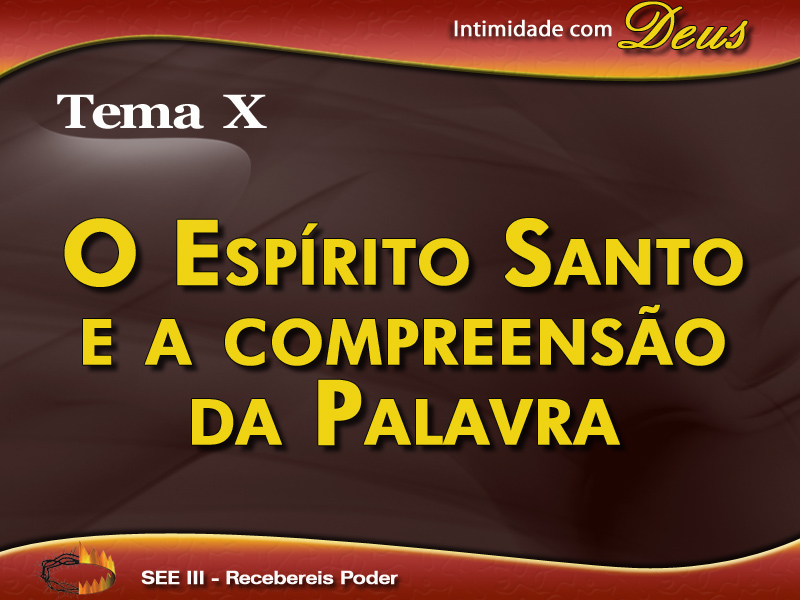 Intimidade com Deus
Tema X
O Espírito Santo
e a compreensão
da Palavra
SEE III - Recebereis Poder